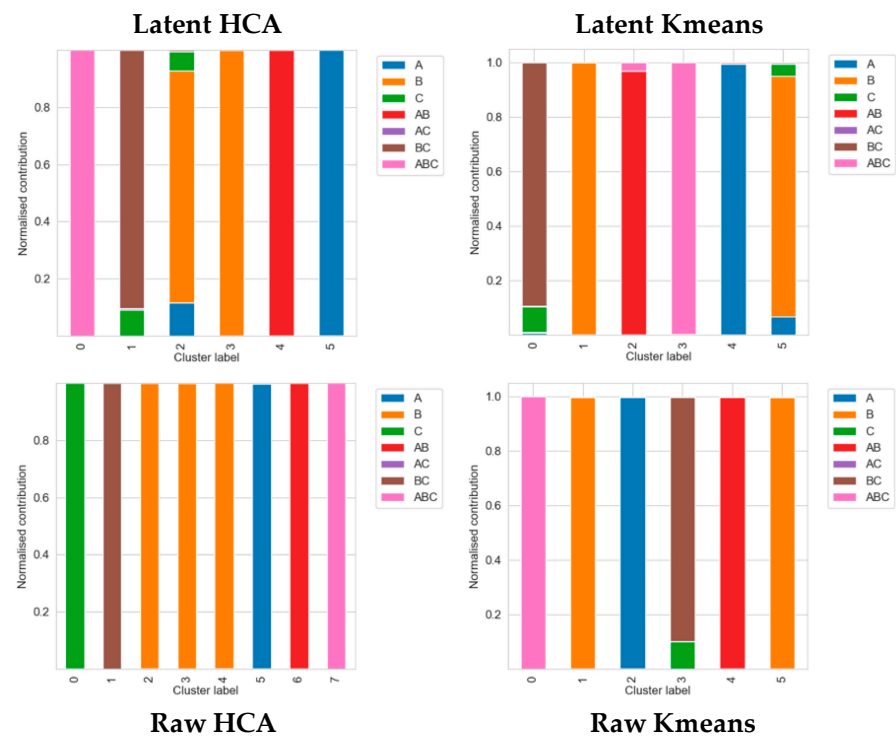 Latent HCA
Latent Kmeans
Normalised contribution
0.8
0.6
0.4
0.2
0 1 2 3 4 5
Cluster label
A
B
C
AB
AC
BC
ABC
Normalised contribution
1.0
0.8
0.6
0.4
0.2
0 1 2 3 4 5
Cluster label
A
B
C
AB
AC
BC
ABC
Normalised contribution
0.8
0.6
0.4
0.2
0 1 2 3 4 5 6 7
Cluster label
A
B
C
AB
AC
BC
ABC
Normalised contribution
1.0
0.8
0.6
0.4
0.2
0 1 2 3 4 5
Cluster label
A
B
C
AB
AC
BC
ABC
Raw HCA
Raw Kmeans